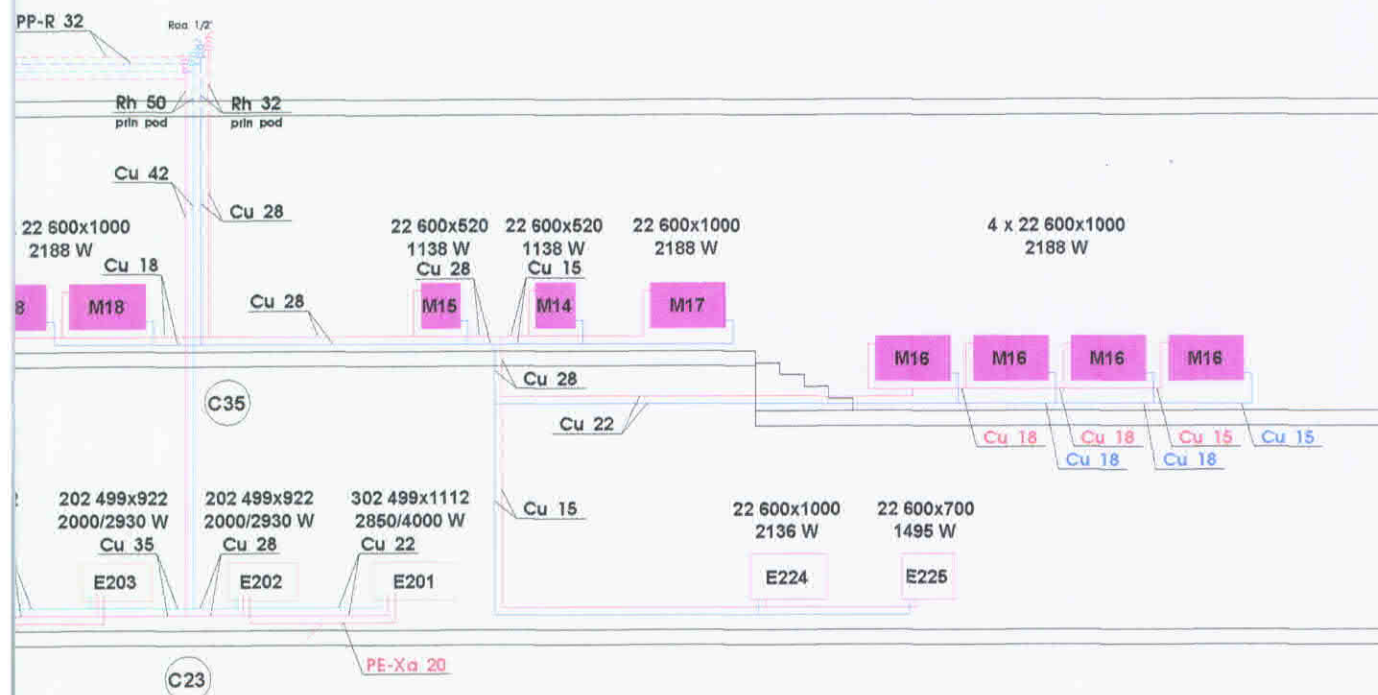 PP-R 32
Raa 1/2"
Rh 50
prin pod
Rh 32
prin pod
Cu 42
Cu 28
22 600x1000
2188 W
Cu 18
22 600x520
1138 W
Cu 28
22 600x520
1138 W
Cu 15
22 600x1000
2188 W
4 x 22 600x1000
2188 W
8
M18
Cu 28
M15
M14
M17
M16
M16
M16
M16
Cu 28
C35
Cu 22
Cu 18
Cu 18
Cu 15
Cu 15
Cu 18
Cu 18
202 499x922
2000/2930 W
Cu 35
202 499x922
2000/2930 W
Cu 28
302 499x1112
2850/4000 W
Cu 22
Cu 15
22 600x1000
2136 W
22 600x700
1495 W
E203
E202
E201
E224
E225
PE-Xa 20
C23